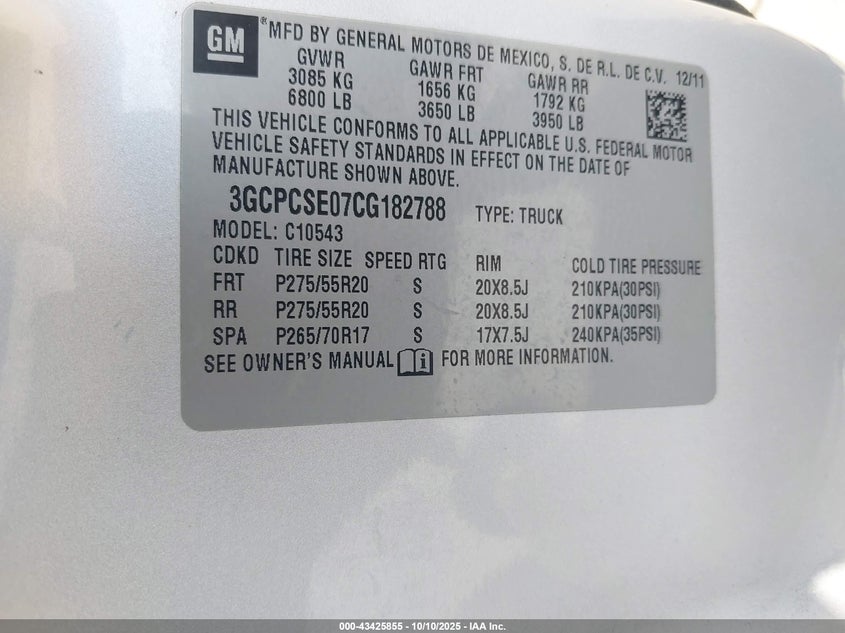 GM ® MFD BY GENERAL MOTORS DE MEXICO, S. DE R.L. DE C.V. 12/11
GVWR GAWR FRT GAWR RR
3085 KG 1656 KG 1792 KG
6800 LB 3650 LB 3950 LB
THIS VEHICLE CONFORMS TO ALL APPLICABLE U.S. FEDERAL MOTOR
VEHICLE SAFETY STANDARDS IN EFFECT ON THE DATE OF
MANUFACTURE SHOWN ABOVE.
3GCPCSE07CG182788 TYPE: TRUCK
MODEL: C10543
CDKD TIRE SIZE SPEED RTG RIM COLD TIRE PRESSURE
FRT P275/55R20 S 20X8.5J 210KPA(30PSI)
RR P275/55R20 S 20X8.5J 210KPA(30PSI)
SPA P265/70R17 S 17X7.5J 240KPA(35PSI)
SEE OWNER'S MANUAL i FOR MORE INFORMATION.
000-43425855 - 10/10/2025 - IAA Inc.